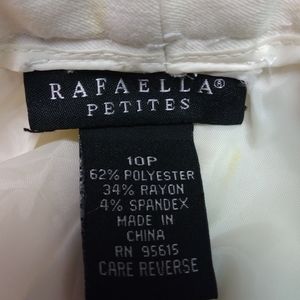 RAFAELLA®
PETITES
10P
62% POLYESTER
34% RAYON
4% SPANDEX
MADE IN
CHINA
RN 95615
CARE REVERSE